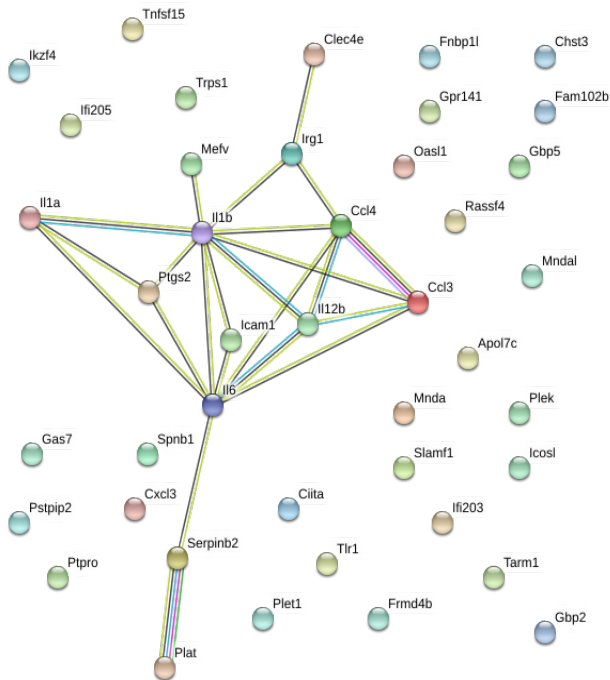 Tnfsf15
Clec4e
Ikzf4
Fnbp1l
Chst3
Trps1
Ifi205
Gpr141
Fam102b
Mefv
Irg1
Oasl1
Gbp5
Il1a
Il1b
Ccl4
Rassf4
Ptgs2
Mndal
Ccl3
Icam1
Il12b
Apol7c
Il6
Mnda
Plek
Gas7
Spnb1
Slamf1
Icosl
Pstpip2
Cxcl3
Ciita
Ifi203
Serpinb2
Ptpro
Tlr1
Tarm1
Plet1
Frmd4b
Gbp2
Plat